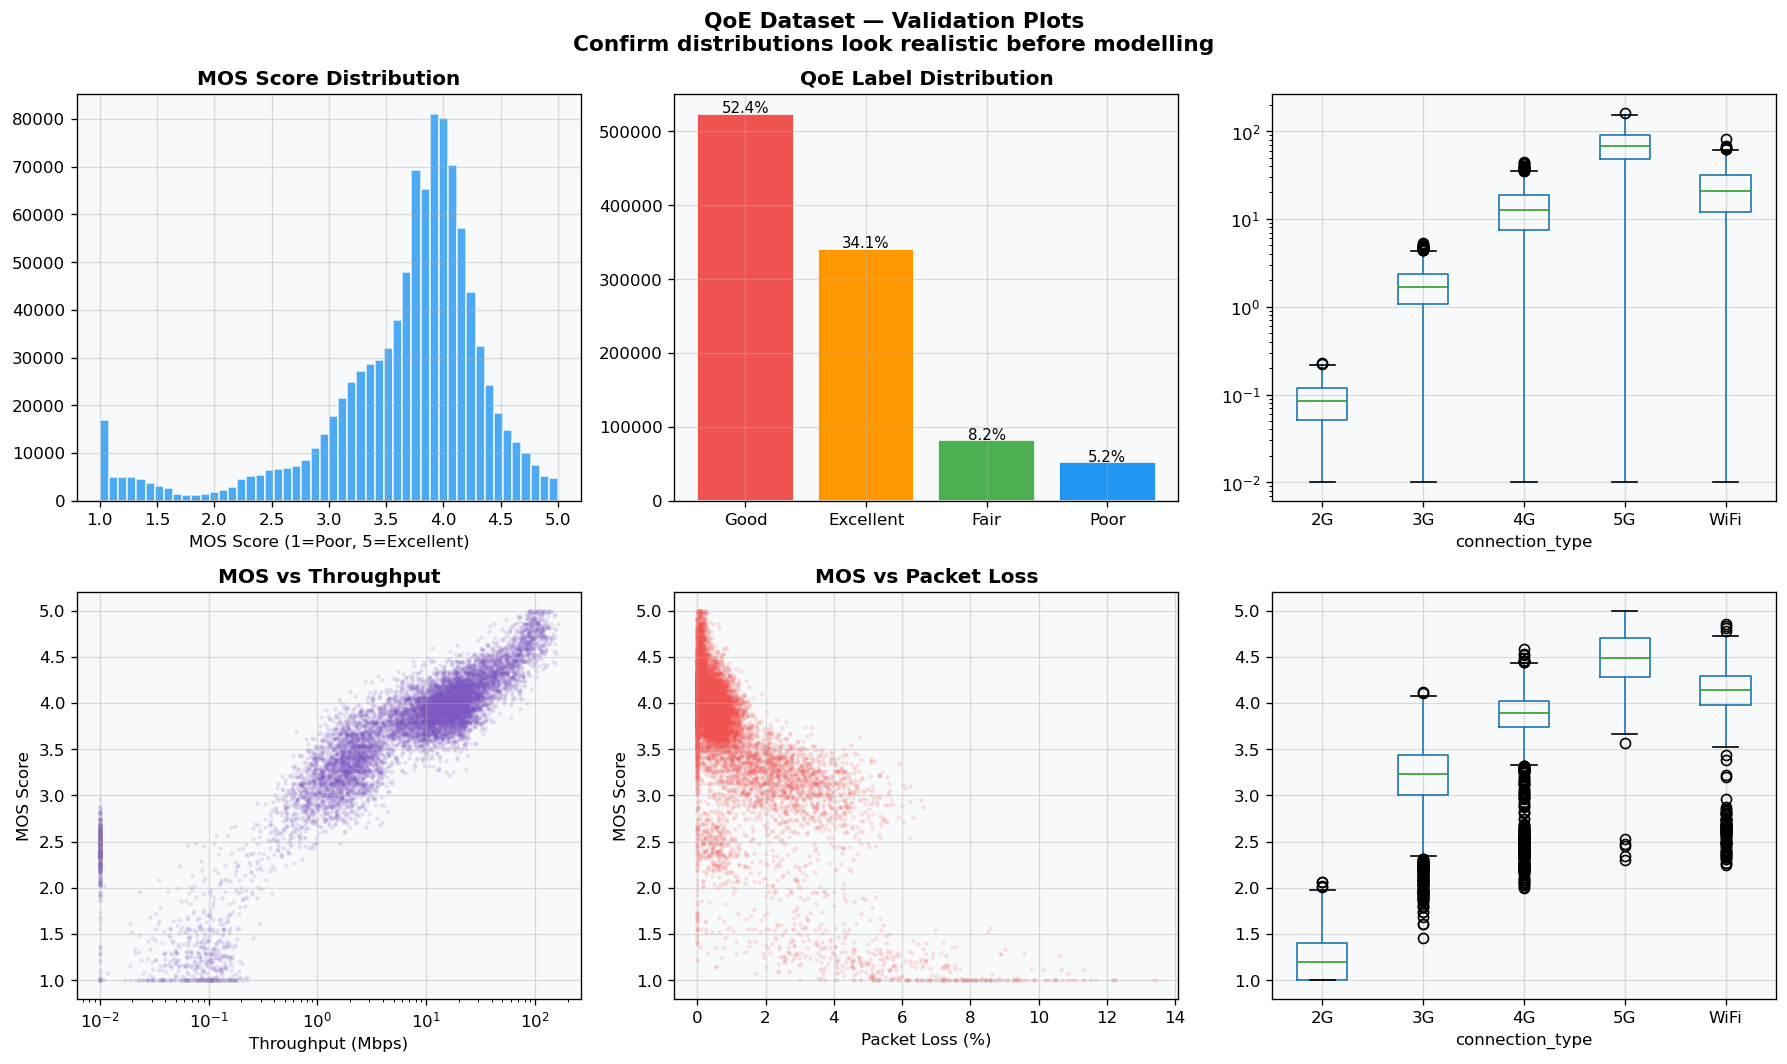 QoE Dataset — Validation Plots
Confirm distributions look realistic before modelling
MOS Score Distribution
80000
70000
60000
50000
40000
30000
20000
10000
0
1.0 1.5 2.0 2.5 3.0 3.5 4.0 4.5 5.0
MOS Score (1=Poor, 5=Excellent)
QoE Label Distribution
500000
400000
300000
200000
100000
0
52.4%
34.1%
8.2%
5.2%
Good Excellent Fair Poor
10²
10¹
10⁰
10⁻¹
10⁻²
2G 3G 4G 5G WiFi
connection_type
MOS vs Throughput
MOS Score
5.0
4.5
4.0
3.5
3.0
2.5
2.0
1.5
1.0
10⁻² 10⁻¹ 10⁰ 10¹ 10²
Throughput (Mbps)
MOS vs Packet Loss
MOS Score
5.0
4.5
4.0
3.5
3.0
2.5
2.0
1.5
1.0
0 2 4 6 8 10 12 14
Packet Loss (%)
5.0
4.5
4.0
3.5
3.0
2.5
2.0
1.5
1.0
2G 3G 4G 5G WiFi
connection_type